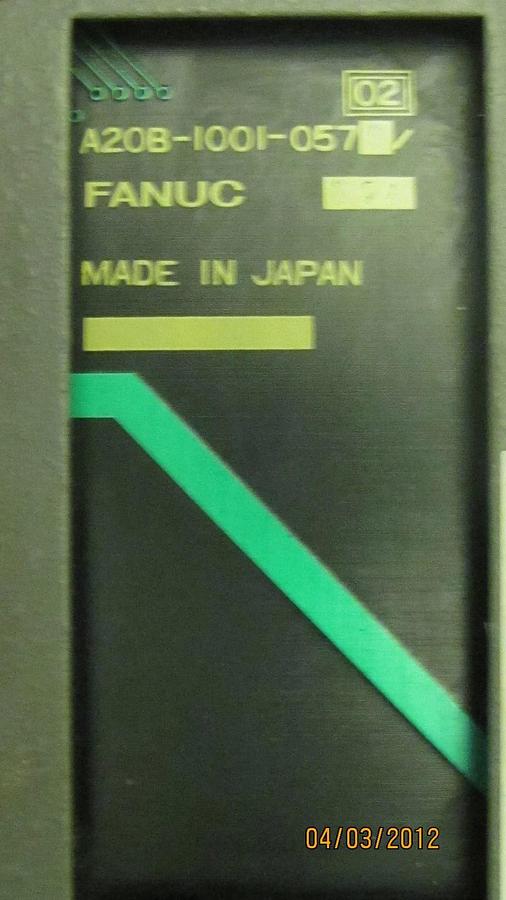 02
A20B-1001-057
FANUC
MADE IN JAPAN
04/03/2012